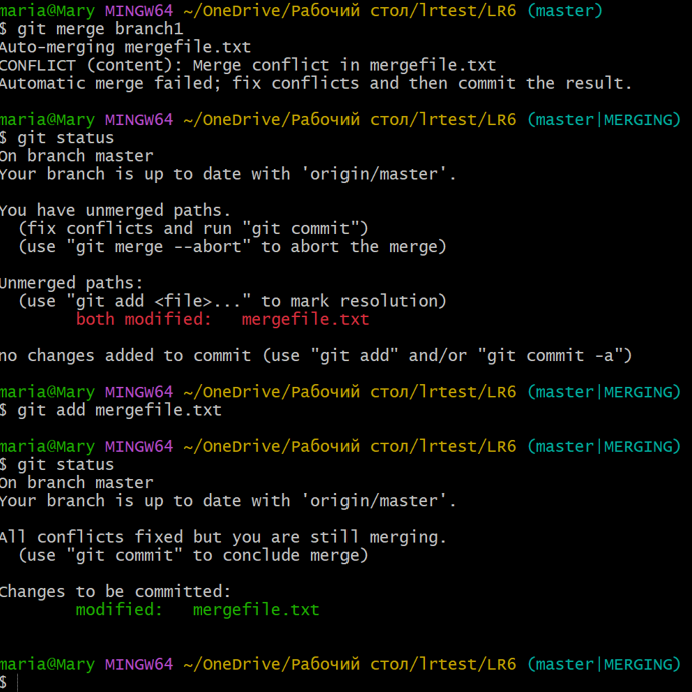 maria@Mary MINGW64 ~/OneDrive/Рабочий стол/lrtest/LR6 (master)
$ git merge branch1
Auto-merging mergefile.txt
CONFLICT (content): Merge conflict in mergefile.txt
Automatic merge failed; fix conflicts and then commit the result.
maria@Mary MINGW64 ~/OneDrive/Рабочий стол/lrtest/LR6 (master|MERGING)
$ git status
On branch master
Your branch is up to date with 'origin/master'.
You have unmerged paths.
(fix conflicts and run "git commit")
(use "git merge --abort" to abort the merge)
Unmerged paths:
(use "git add <file>..." to mark resolution)
both modified: mergefile.txt
no changes added to commit (use "git add" and/or "git commit -a")
maria@Mary MINGW64 ~/OneDrive/Рабочий стол/lrtest/LR6 (master|MERGING)
$ git add mergefile.txt
maria@Mary MINGW64 ~/OneDrive/Рабочий стол/lrtest/LR6 (master|MERGING)
$ git status
On branch master
Your branch is up to date with 'origin/master'.
All conflicts fixed but you are still merging.
(use "git commit" to conclude merge)
Changes to be committed:
modified: mergefile.txt
maria@Mary MINGW64 ~/OneDrive/Рабочий стол/lrtest/LR6 (master|MERGING)
$